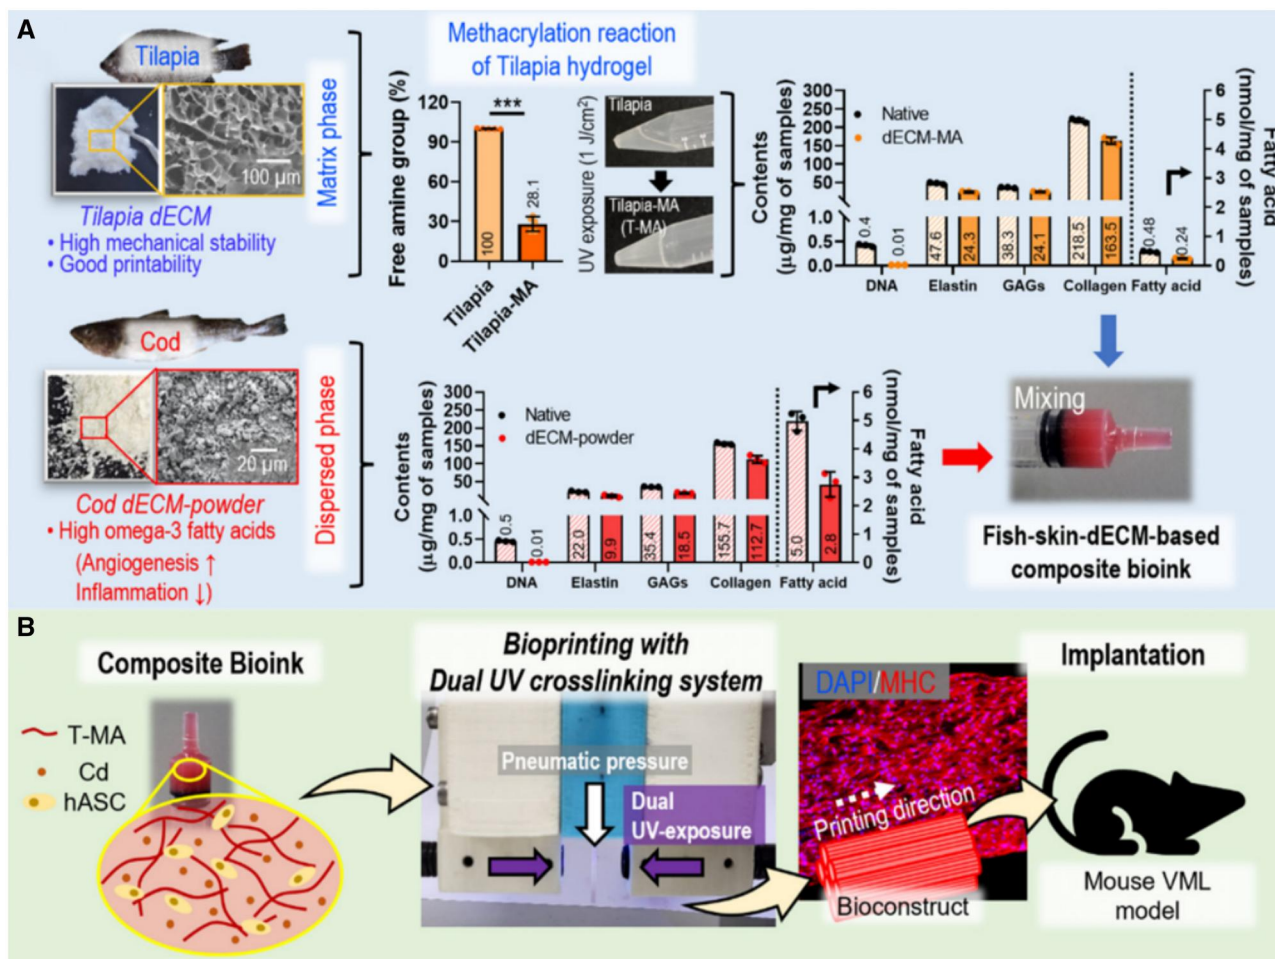 A
Tilapia
Tilapia dECM
• High mechanical stability
• Good printability
Matrix phase
Methacrylation reaction
of Tilapia hydrogel
Free amine group (%)
120
90
60
30
0
***
100
28.1
Tilapia
Tilapia-MA
UV exposure (1 J/cm²)
Tilapia
Tilapia-MA
(T-MA)
Contents
(μg/mg of samples)
300
250
200
150
100
50
1.0
0.5
0.0
Native
dECM-MA
0.4
0.01
47.6
24.3
38.3
24.1
218.5
163.5
0.48
0.24
DNA
Elastin
GAGs
Collagen
Fatty acid
6
5
4
3
2
1
0
Fatty acid
(nmol/mg of samples)
100 μm
Cod
20 μm
Cod dECM-powder
• High omega-3 fatty acids
(Angiogenesis ↑
Inflammation ↓)
Dispersed phase
Contents
(μg/mg of samples)
300
250
200
150
100
50
1.0
0.5
0.0
Native
dECM-powder
0.5
0.01
22.0
9.9
35.4
18.5
155.7
112.7
5.0
2.8
DNA
Elastin
GAGs
Collagen
Fatty acid
6
5
4
3
2
1
0
Fatty acid
(nmol/mg of samples)
Mixing
Fish-skin-dECM-based
composite bioink
B
Composite Bioink
T-MA
Cd
hASC
Bioprinting with
Dual UV crosslinking system
Pneumatic pressure
Dual
UV-exposure
DAPI/MHC
Printing direction
Bioconstruct
Implantation
Mouse VML
model